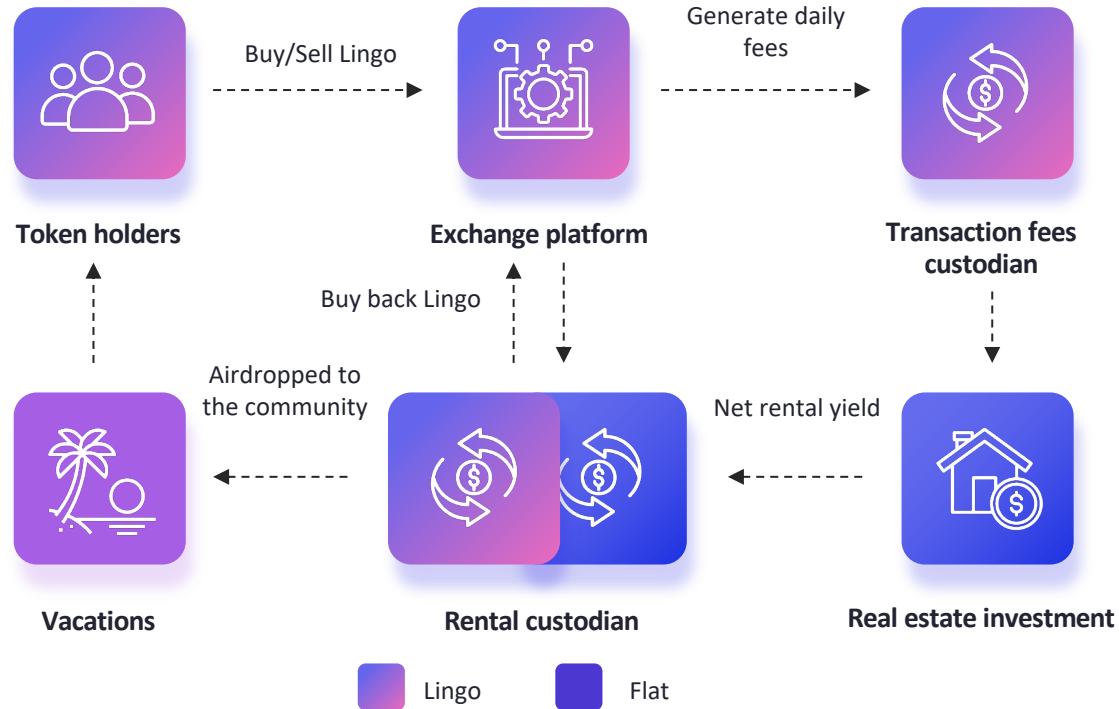 Generate daily
fees
Buy/Sell Lingo
Token holders
Exchange platform
Transaction fees
custodian
Buy back Lingo
Airdropped to
the community
Net rental yield
$
$
$
$
Vacations
Rental custodian
Real estate investment
Lingo
Flat